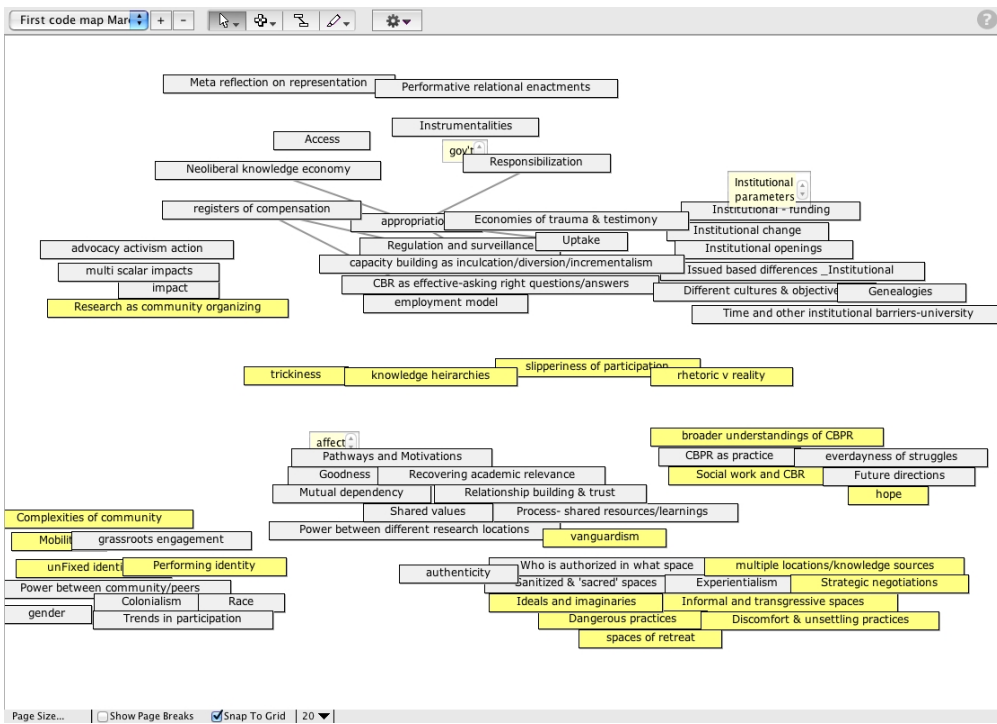 First code map Mar
+
-
?
Meta reflection on representation
Performative relational enactments
Instrumentalities
Access
gov't
Responsibilization
Neoliberal knowledge economy
Institutional
parameters
registers of compensation
appropriatio
Economies of trauma & testimony
Institutional - funding
Uptake
Institutional change
advocacy activism action
Regulation and surveillance
Institutional openings
multi scalar impacts
capacity building as inculcation/diversion/incrementalism
Issued based differences _Institutional
impact
CBR as effective-asking right questions/answers
Different cultures & objective
Genealogies
Research as community organizing
employment model
Time and other institutional barriers-university
trickiness
knowledge heirarchies
slipperiness of participation
rhetoric v reality
affect
broader understandings of CBPR
Pathways and Motivations
CBPR as practice
everdayness of struggles
Goodness
Recovering academic relevance
Social work and CBR
Future directions
Mutual dependency
Relationship building & trust
hope
Shared values
Process- shared resources/learnings
Complexities of community
Power between different research locations
vanguardism
Mobilit
grassroots engagement
unFixed identi
Performing identity
authenticity
Who is authorized in what space
multiple locations/knowledge sources
Sanitized & 'sacred' spaces
Experientialism
Strategic negotiations
Power between community/peers
Colonialism
Race
Ideals and imaginaries
Informal and transgressive spaces
gender
Trends in participation
Dangerous practices
Discomfort & unsettling practices
spaces of retreat
Page Size...
Show Page Breaks
Snap To Grid
20